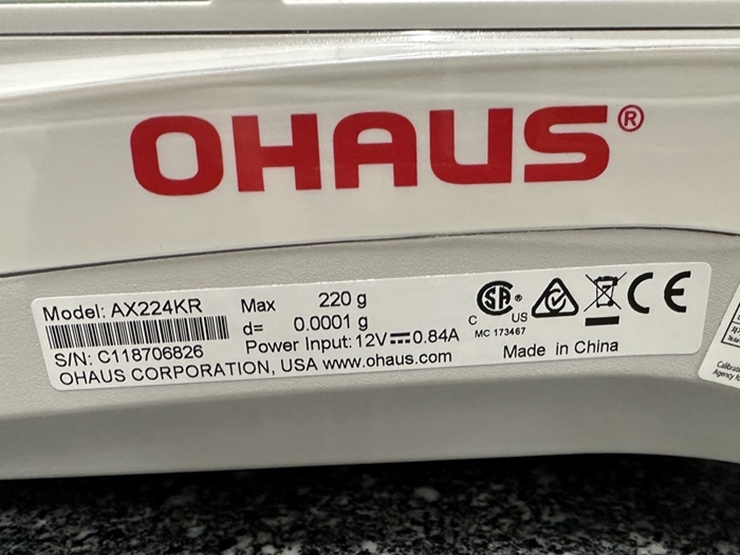 OHAUS®
Model: AX224KR
S/N: C118706826
Max 220 g
d= 0.0001 g
Power Input: 12V⎓0.84A
OHAUS CORPORATION, USA www.ohaus.com
SA®
C US
MC 173467
CE
Made in China